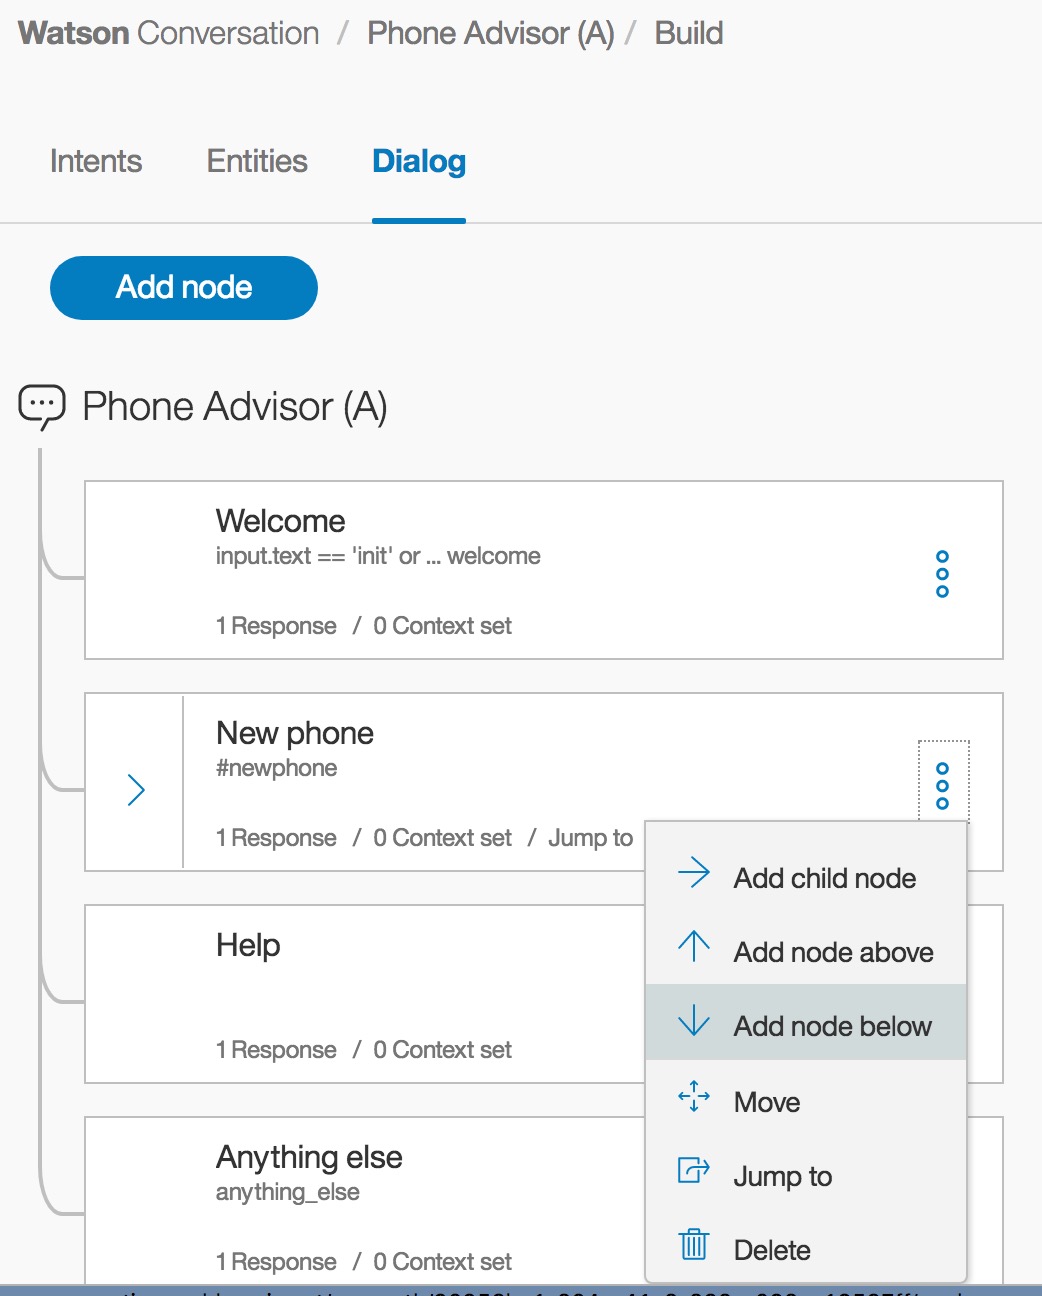 Watson Conversation / Phone Advisor (A) / Build
Intents Entities Dialog
Add node
Phone Advisor (A)
Welcome
input.text == 'init' or ... welcome
1 Response / 0 Context set
New phone
#newphone
1 Response / 0 Context set / Jump to
Add child node
Add node above
Add node below
Move
Jump to
Delete
Help
1 Response / 0 Context set
Anything else
anything_else
1 Response / 0 Context set